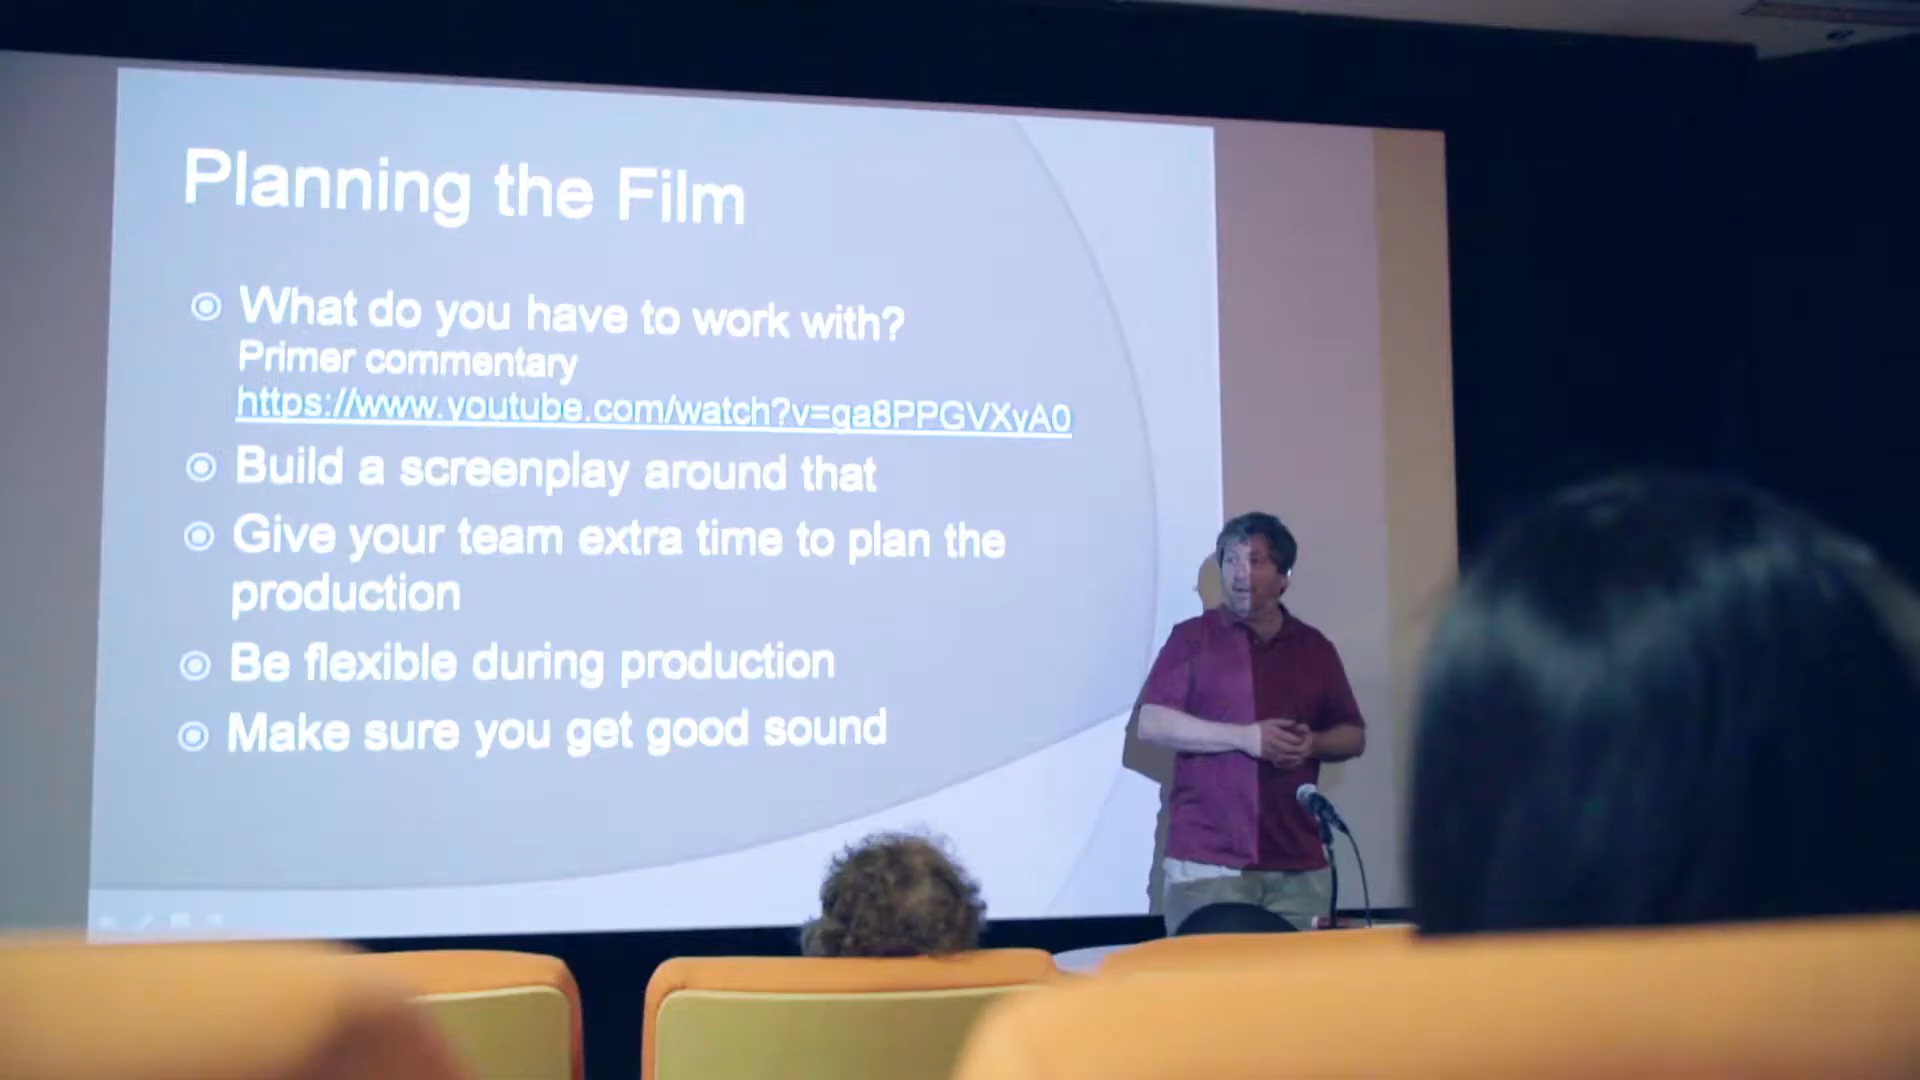 Planning the Film
What do you have to work with?
Primer commentary
https://www.youtube.com/watch?v=ga8PPGVXyA0
Build a screenplay around that
Give your team extra time to plan the
production
Be flexible during production
Make sure you get good sound